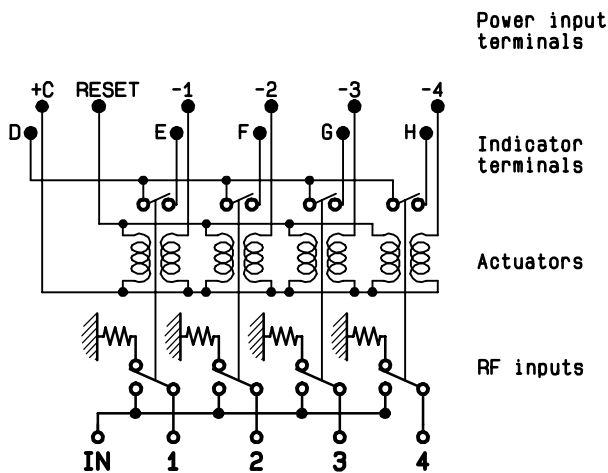 Power input
terminals
+C RESET -1 -2 -3 -4
D E F G H
Indicator
terminals
Actuators
RF inputs
IN 1 2 3 4